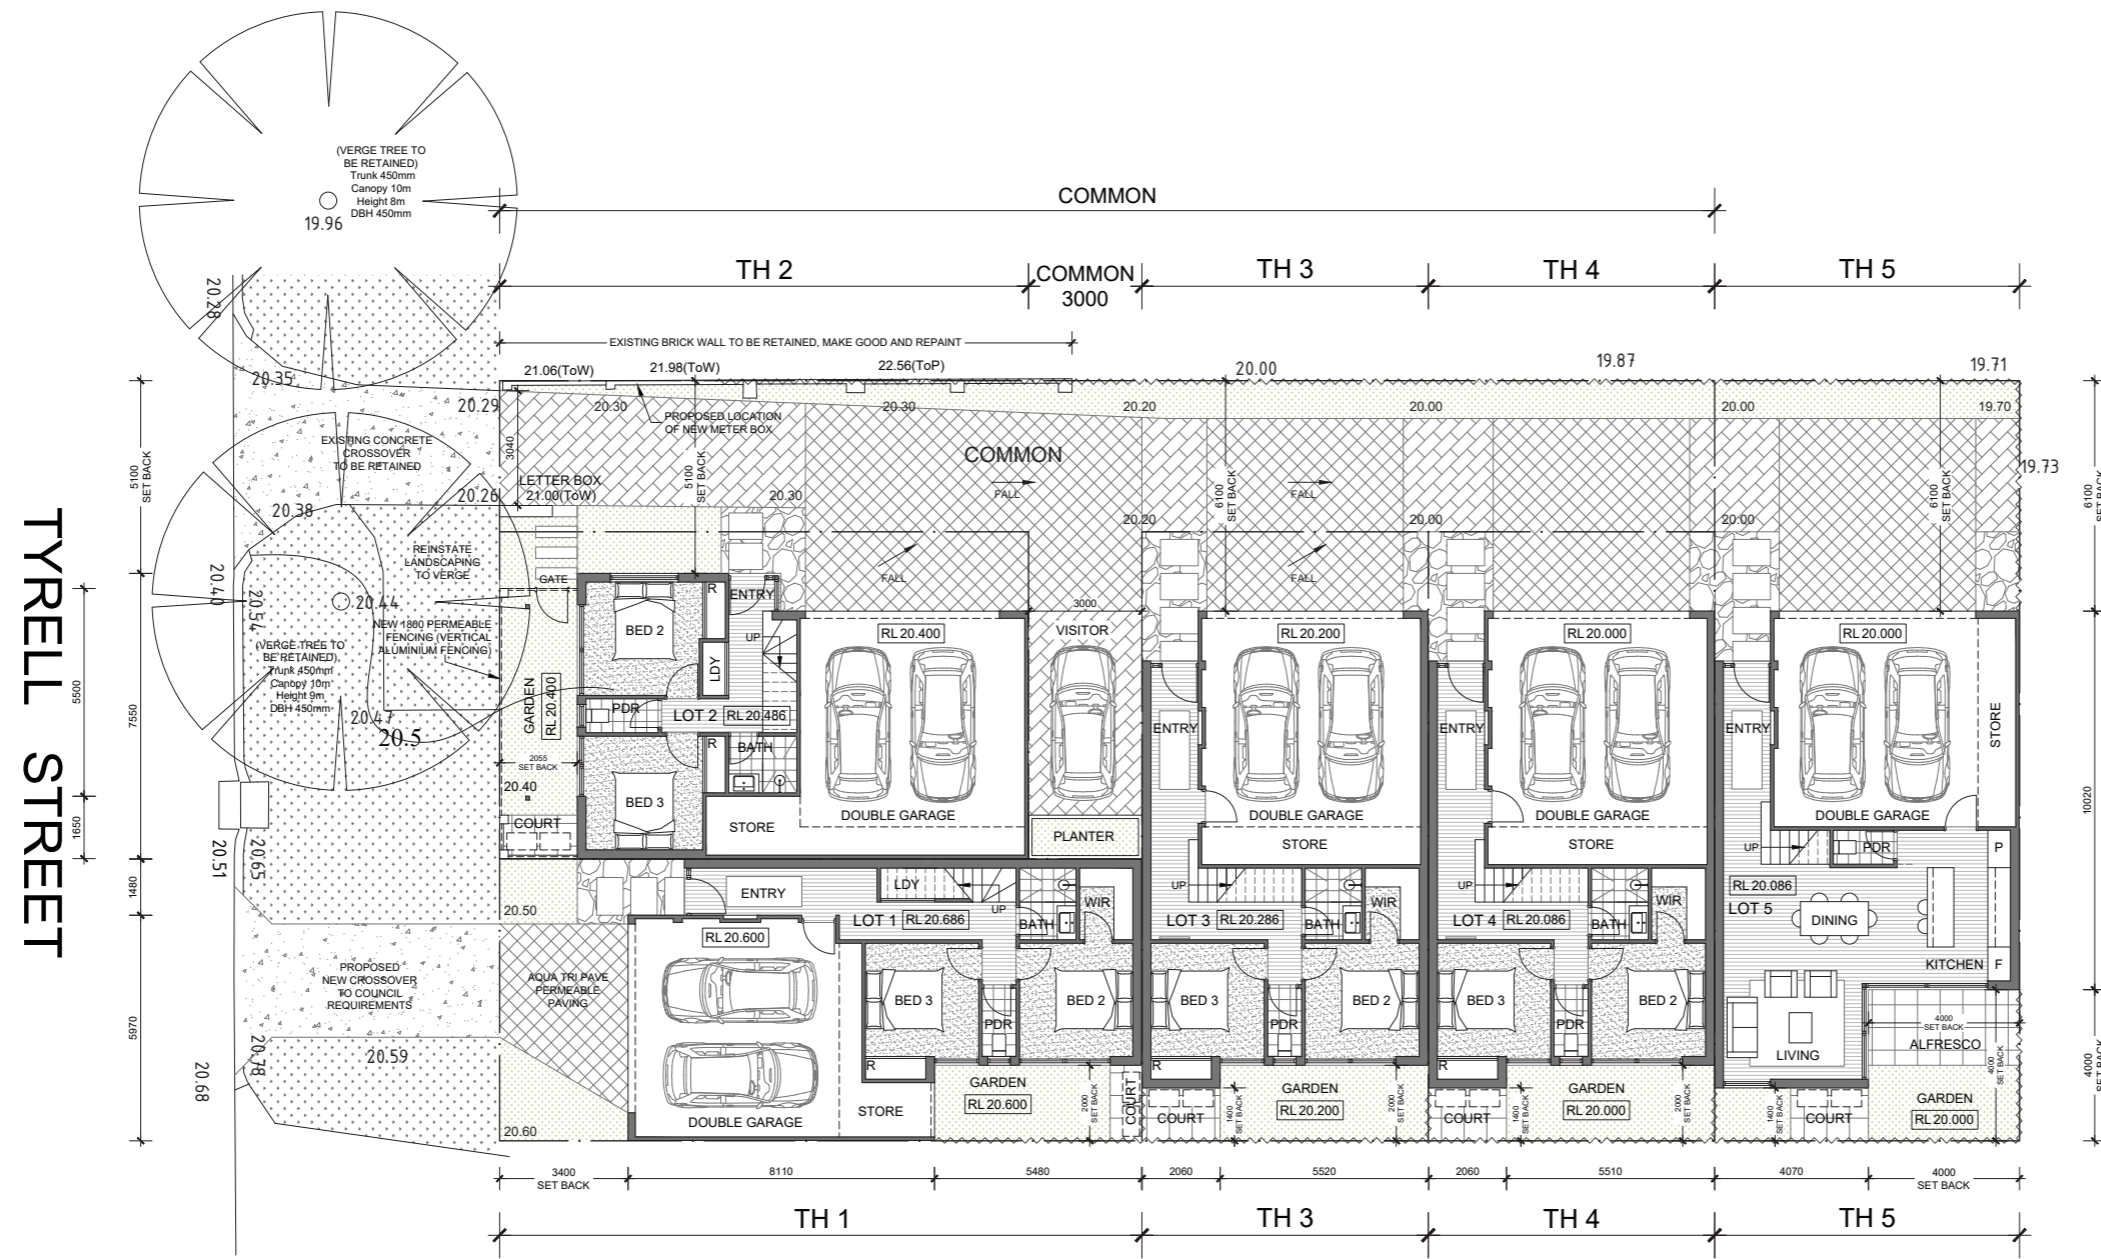 (VERGE TREE TO
BE RETAINED)
Trunk 450mm
Canopy 10m
Height 8m
DBH 450mm
19.96
COMMON
TH 2
COMMON
3000
TH 3
TH 4
TH 5
20.28
EXISTING BRICK WALL TO BE RETAINED, MAKE GOOD AND REPAINT
21.06(ToW)
21.98(ToW)
22.56(ToP)
20.00
19.87
19.71
20.35
20.29
20.30
PROPOSED LOCATION
OF NEW METER BOX
20.30
20.20
20.00
20.00
19.70
5100
SET BACK
EXISTING CONCRETE
CROSSOVER
TO BE RETAINED
3040
5100
SET BACK
COMMON
FALL
6100
SET BACK
FALL
6100
SET BACK
19.73
6100
SET BACK
20.26
LETTER BOX
21.00(ToW)
20.30
20.38
20.20
20.00
20.00
TYRELL STREET
REINSTATE
LANDSCAPING
TO VERGE
GATE
FALL
FALL
20.40
20.54
20.44
NEW 1800 PERMEABLE
FENCING (VERTICAL
ALUMINIUM FENCING)
R
ENTRY
3000
BED 2
UP
RL 20.400
VISITOR
RL 20.200
RL 20.000
RL 20.000
(VERGE TREE TO
BE RETAINED)
Trunk 450mm
Canopy 10m
Height 9m
DBH 450mm
LDY
5500
7550
GARDEN
RL 20.400
PDR
LOT 2
RL 20.486
20.47
20.5
ENTRY
ENTRY
ENTRY
STORE
R
BATH
2055
SET BACK
20.40
BED 3
10020
1650
COURT
STORE
DOUBLE GARAGE
PLANTER
DOUBLE GARAGE
STORE
DOUBLE GARAGE
STORE
DOUBLE GARAGE
UP
PDR
P
20.51
20.65
1480
ENTRY
LDY
UP
WIR
UP
WIR
UP
WIR
RL 20.086
LOT 5
20.50
LOT 1
RL 20.686
BATH
LOT 3
RL 20.286
BATH
LOT 4
RL 20.086
BATH
DINING
RL 20.600
KITCHEN
F
PROPOSED
NEW CROSSOVER
TO COUNCIL
REQUIREMENTS
AQUA TRI PAVE
PERMEABLE
PAVING
5970
BED 3
BED 2
BED 3
BED 2
BED 3
BED 2
PDR
PDR
PDR
4000
SET BACK
ALFRESCO
LIVING
20.59
20.78
20.68
R
R
R
4000
SET BACK
4000
SET BACK
GARDEN
RL 20.600
2000
SET BACK
COURT
COURT
1400
SET BACK
GARDEN
RL 20.200
2000
SET BACK
COURT
1400
SET BACK
GARDEN
RL 20.000
2000
SET BACK
1400
SET BACK
COURT
GARDEN
RL 20.000
STORE
DOUBLE GARAGE
20.60
3400
SET BACK
8110
5480
2060
5520
2060
5510
4070
4000
SET BACK
TH 1
TH 3
TH 4
TH 5